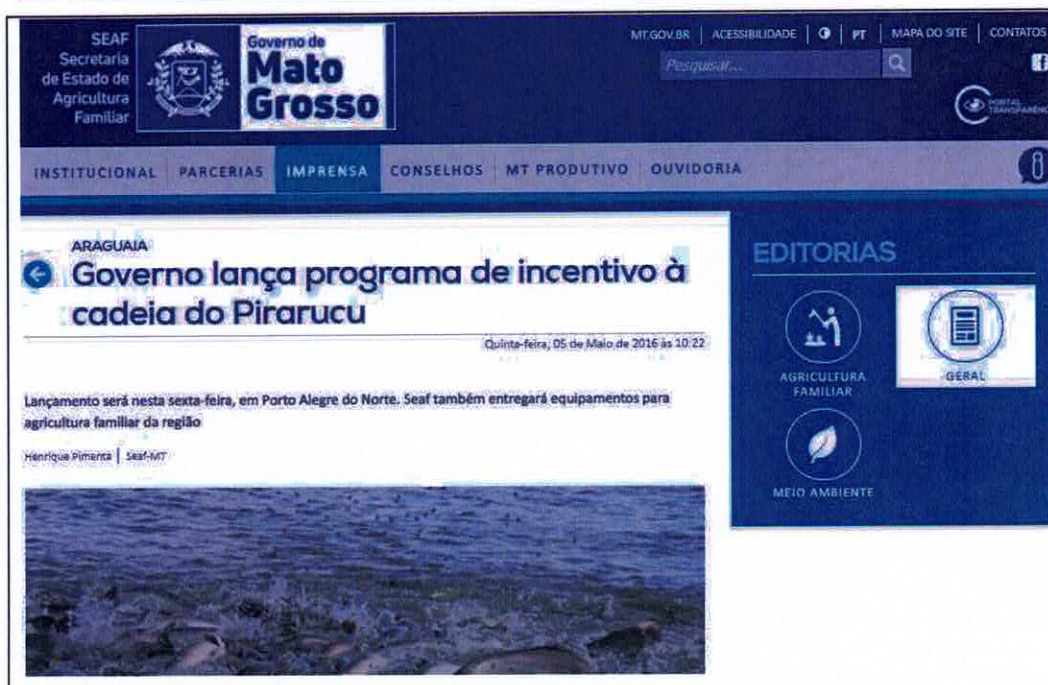 SEAF
Secretaria
de Estado de
Agricultura
Familiar
Governo de
Mato
Grosso
MT.GOV.BR | ACESSIBILIDADE | PT | MAPA DO SITE | CONTATOS
Pesquisar...
PORTAL
INSTITUCIONAL PARCERIAS IMPRENSA CONSELHOS MT PRODUTIVO OUVIDORIA
ARAGUAIA
Governo lança programa de incentivo à
cadeia do Pirarucu
Quinta-feira, 05 de Maio de 2016 às 10:22
Lançamento será nesta sexta-feira, em Porto Alegre do Norte. Seaf também entregará equipamentos para
agricultura familiar da região
Henrique Pimenta | Seaf-MT
EDITORIAS
AGRICULTURA
FAMILIAR
GERAL
MEIO AMBIENTE